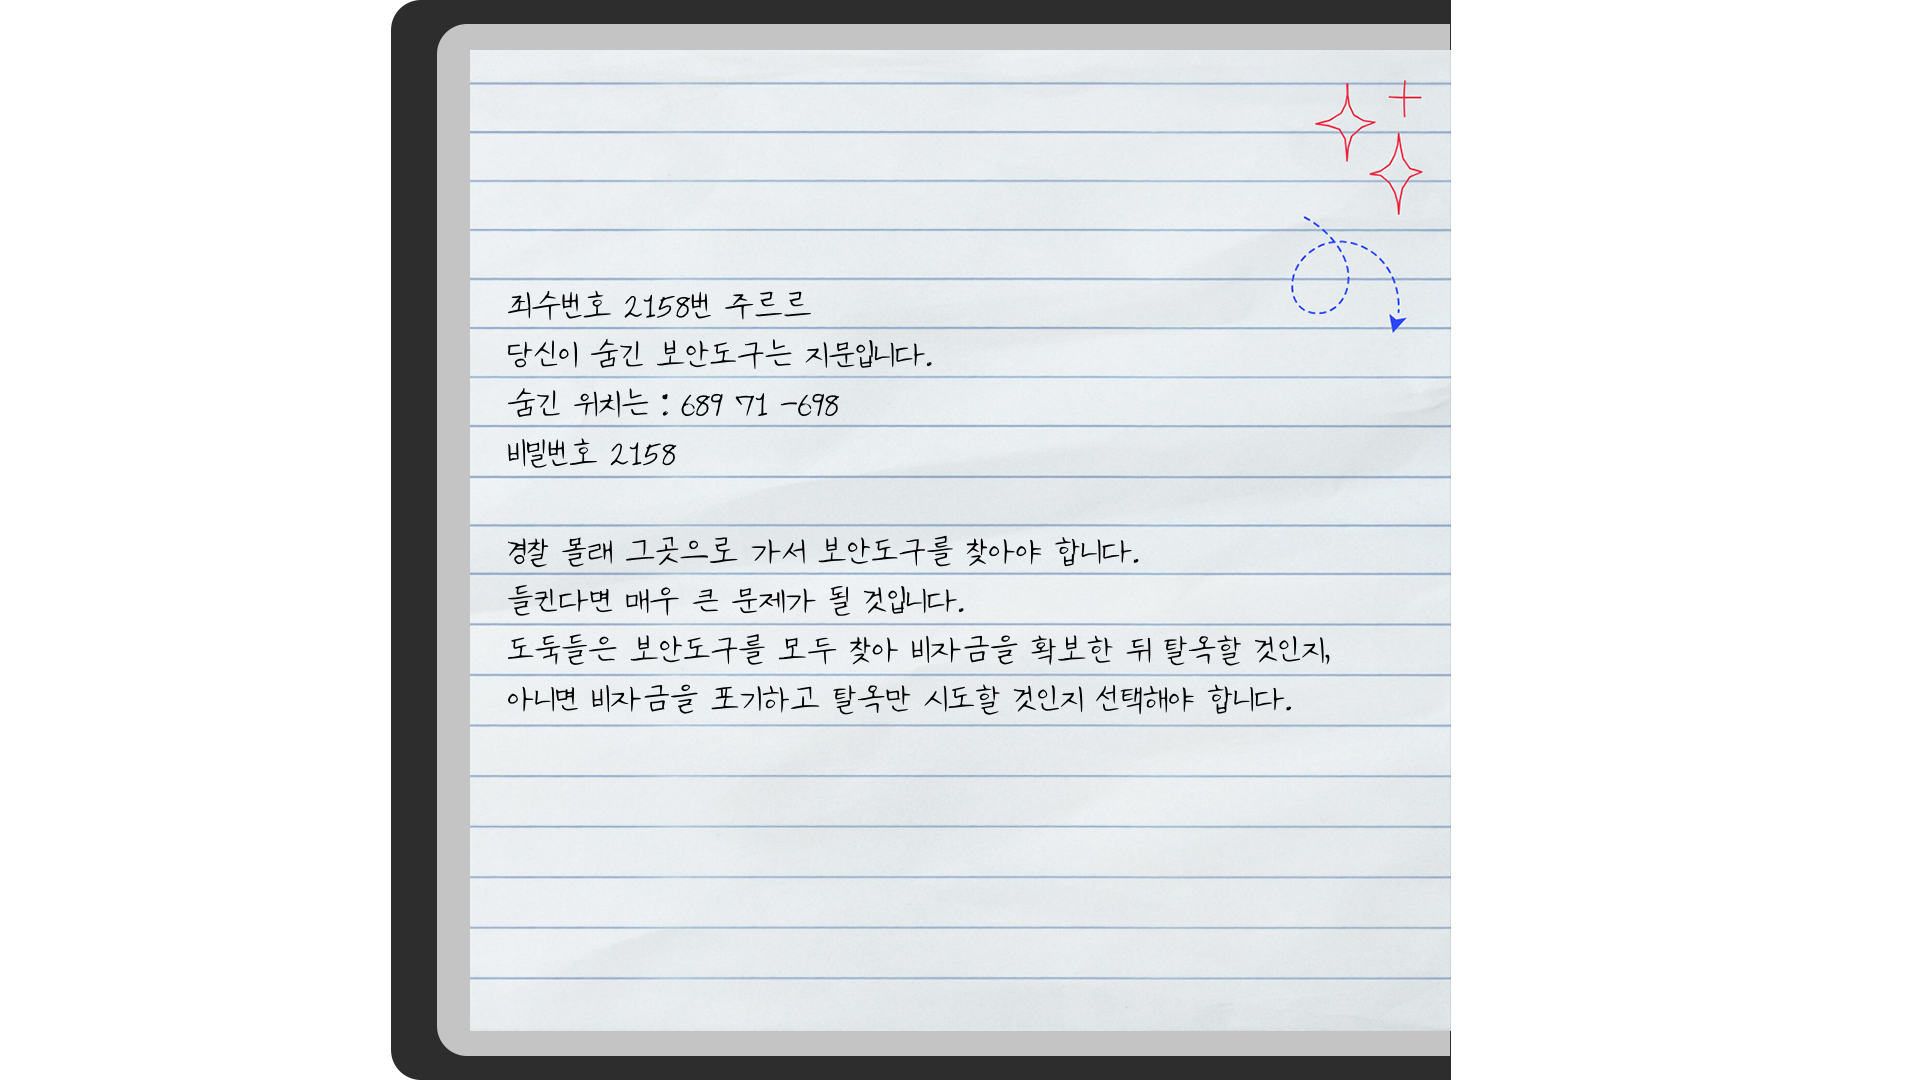 죄수번호 2158번 주르르
당신이 숨긴 보안도구는 지문입니다.
숨긴 위치는 : 689 71 -698
비밀번호 2158
경찰 몰래 그곳으로 가서 보안도구를 찾아야 합니다.
들킨다면 매우 큰 문제가 될 것입니다.
도둑들은 보안도구를 모두 찾아 비자금을 확보한 뒤 탈옥할 것인지,
아니면 비자금을 포기하고 탈옥만 시도할 것인지 선택해야 합니다.